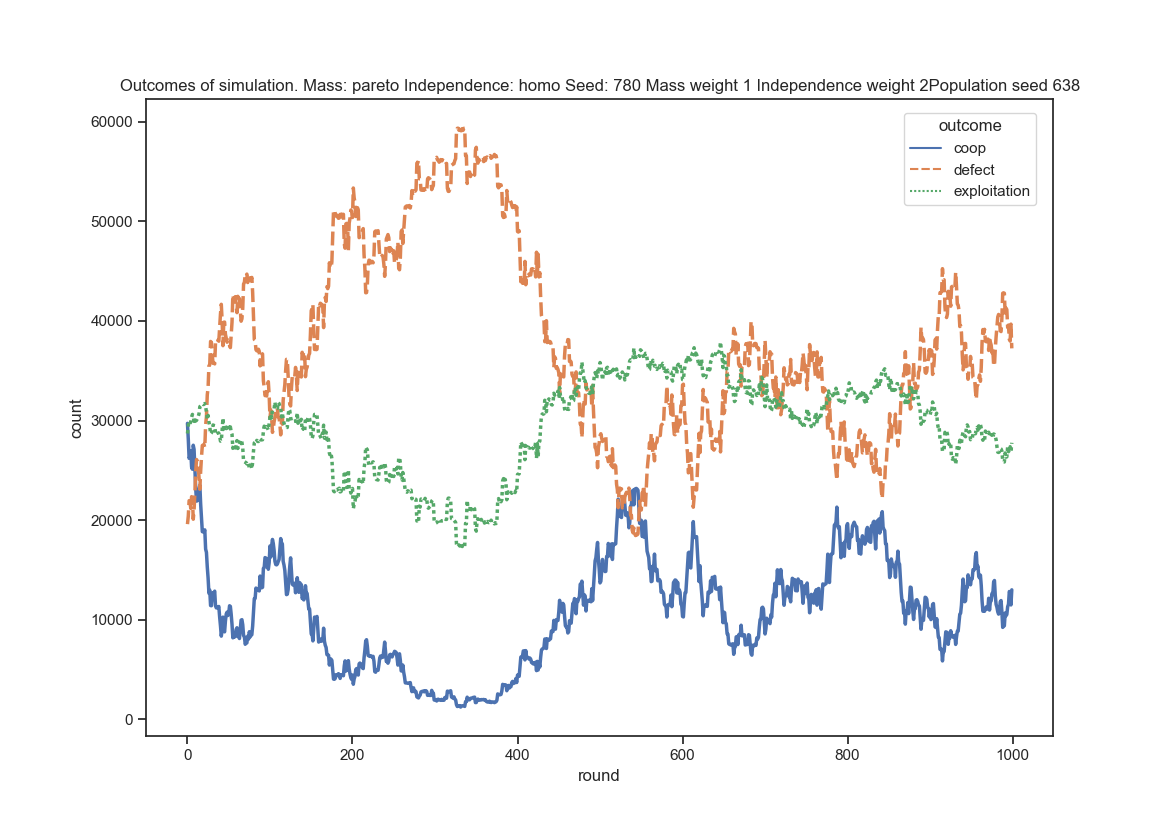 Outcomes of simulation. Mass: pareto Independence: homo Seed: 780 Mass weight 1 Independence weight 2Population seed 638
60000
50000
40000
30000
20000
10000
0
count
outcome
coop
defect
exploitation
0 200 400 600 800 1000
round